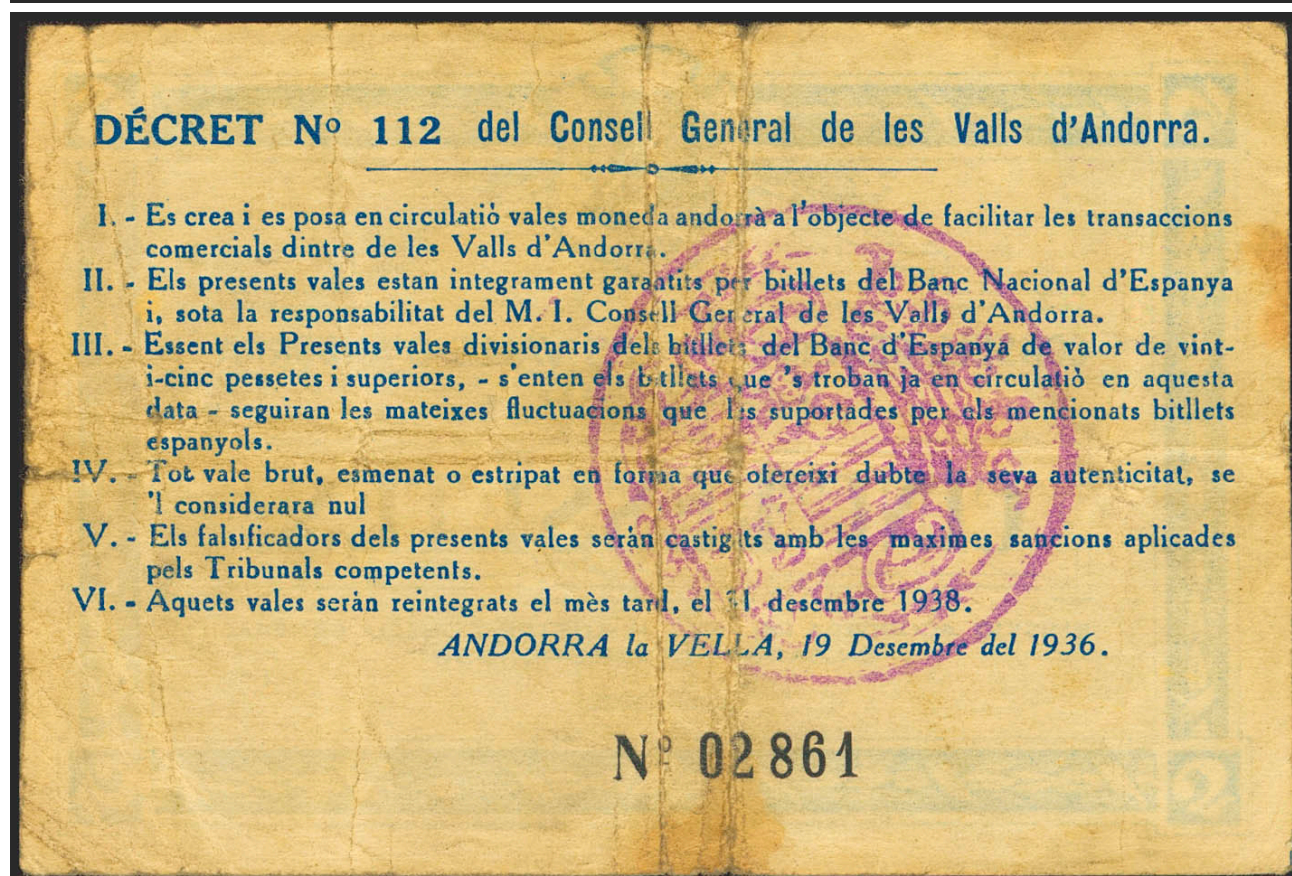 DÉCRET Nº 112 del Consell General de les Valls d'Andorra.
I. - Es crea i es posa en circulatiò vales moneda andorrà a l'objecte de facilitar les transaccions
comercials dintre de les Valls d'Andorra.
II. - Els presents vales estan integrament garantits per bitllets del Banc Nacional d'Espanya
i, sota la responsabilitat del M. I. Consell General de les Valls d'Andorra.
III. - Essent els Presents vales divisionaris dels bitllets del Banc d'Espanya de valor de vint-
i-cinc pessetes i superiors, - s'enten els bitllets que 's troban ja en circulatiò en aquesta
data - seguiran les mateixes fluctuacions que les suportades per els mencionats bitllets
espanyols.
IV. - Tot vale brut, esmenat o estripat en forma que ofereixi dubte la seva autenticitat, se
'l considerara nul
V. - Els falsificadors dels presents vales seràn castigats amb les maximes sancions aplicades
pels Tribunals competents.
VI. - Aquets vales seràn reintegrats el mès tard, el 31 desembre 1938.
ANDORRA la VELLA, 19 Desembre del 1936.
Nº 02861